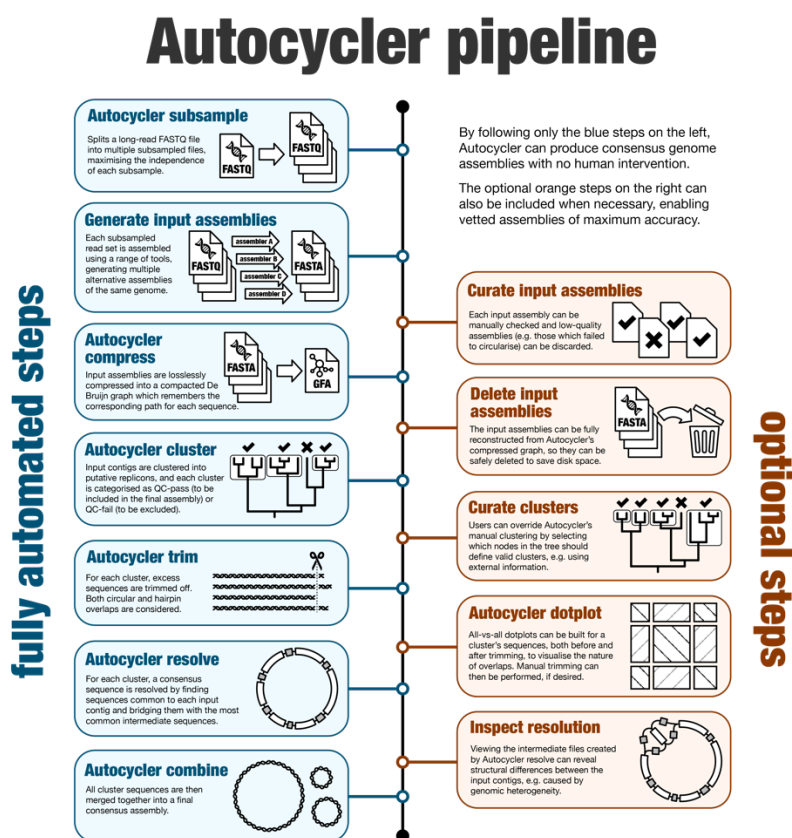 Autocycler pipeline
Autocycler subsample
Splits a long-read FASTQ file
into multiple subsampled files,
maximising the independence
of each subsample.
FASTQ
FASTQ
By following only the blue steps on the left,
Autocycler can produce consensus genome
assemblies with no human intervention.
The optional orange steps on the right can
also be included when necessary, enabling
vetted assemblies of maximum accuracy.
Generate input assemblies
Each subsampled
read set is assembled
using a range of tools,
generating multiple
alternative assemblies
of the same genome.
FASTQ
assembler A
assembler B
assembler C
assembler D
FASTA
Curate input assemblies
Each input assembly can be
manually checked and low-quality
assemblies (e.g. those which failed
to circularise) can be discarded.
Autocycler
compress
Input assemblies are losslessly
compressed into a compacted De
Bruijn graph which remembers the
corresponding path for each sequence.
FASTA
GFA
Delete input
assemblies
The input assemblies can be fully
reconstructed from Autocycler's
compressed graph, so they can be
safely deleted to save disk space.
FASTA
Autocycler cluster
Input contigs are clustered into
putative replicons, and each cluster
is categorised as QC-pass (to be
included in the final assembly) or
QC-fail (to be excluded).
Curate clusters
Users can override Autocycler's
manual clustering by selecting
which nodes in the tree should
define valid clusters, e.g. using
external information.
Autocycler trim
For each cluster, excess
sequences are trimmed off.
Both circular and hairpin
overlaps are considered.
Autocycler dotplot
All-vs-all dotplots can be built for a
cluster's sequences, both before and
after trimming, to visualise the nature
of overlaps. Manual trimming can
then be performed, if desired.
Autocycler resolve
For each cluster, a consensus
sequence is resolved by finding
sequences common to each input
contig and bridging them with the most
common intermediate sequences.
Inspect resolution
Viewing the intermediate files created
by Autocycler resolve can reveal
structural differences between the
input contigs, e.g. caused by
genomic heterogeneity.
Autocycler combine
All cluster sequences are then
merged together into a final
consensus assembly.
fully automated steps
optional steps